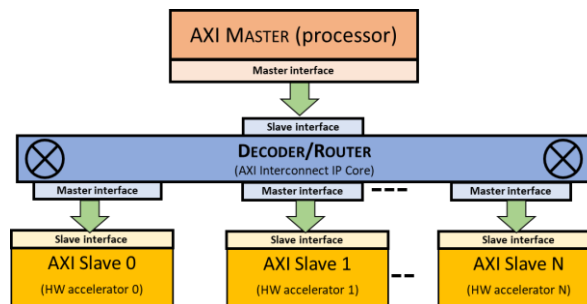 AXI MASTER (processor)
Master interface
Slave interface
DECODER/ROUTER
(AXI Interconnect IP Core)
Master interface
Master interface
Master interface
Slave interface
Slave interface
Slave interface
AXI Slave 0
AXI Slave 1
AXI Slave N
(HW accelerator 0)
(HW accelerator 1)
(HW accelerator N)